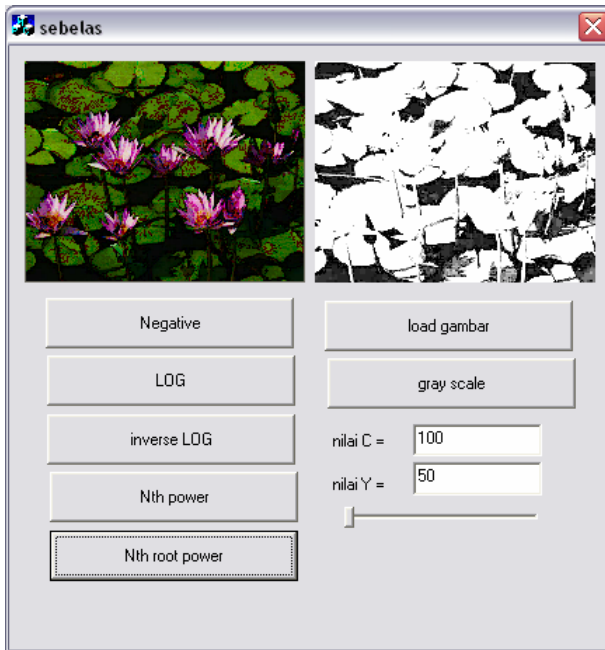 sebelas
Negative
load gambar
LOG
gray scale
inverse LOG
nilai C =
100
nilai Y =
50
Nth power
Nth root power